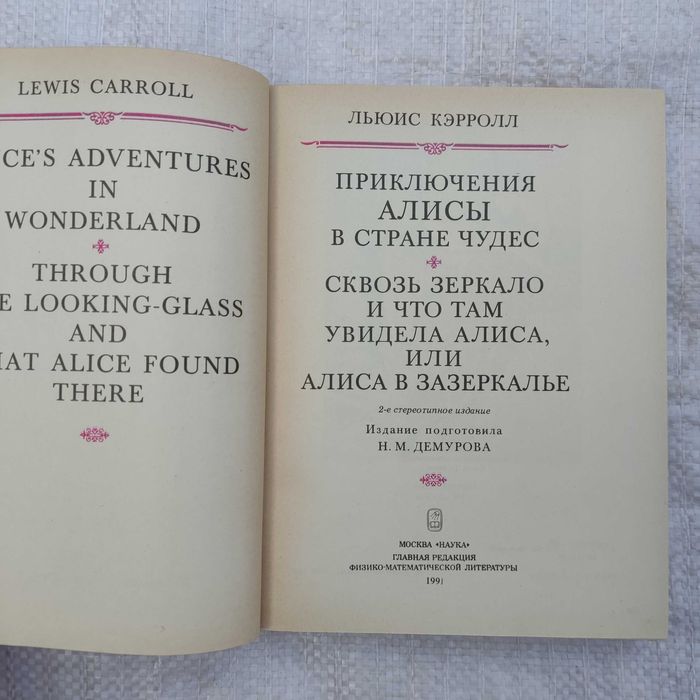 LEWIS CARROLL
ADVENTURES
IN
WONDERLAND
THROUGH
LOOKING-GLASS
AND
ALICE FOUND
THERE
ЛЬЮИС КЭРРОЛЛ
ПРИКЛЮЧЕНИЯ
АЛИСЫ
В СТРАНЕ ЧУДЕС
СКВОЗЬ ЗЕРКАЛО
И ЧТО ТАМ
УВИДЕЛА АЛИСА,
ИЛИ
АЛИСА В ЗАЗЕРКАЛЬЕ
2-е стереотипное издание
Издание подготовила
Н. М. ДЕМУРОВА
МОСКВА «НАУКА»
ГЛАВНАЯ РЕДАКЦИЯ
ФИЗИКО-МАТЕМАТИЧЕСКОЙ ЛИТЕРАТУРЫ
1991